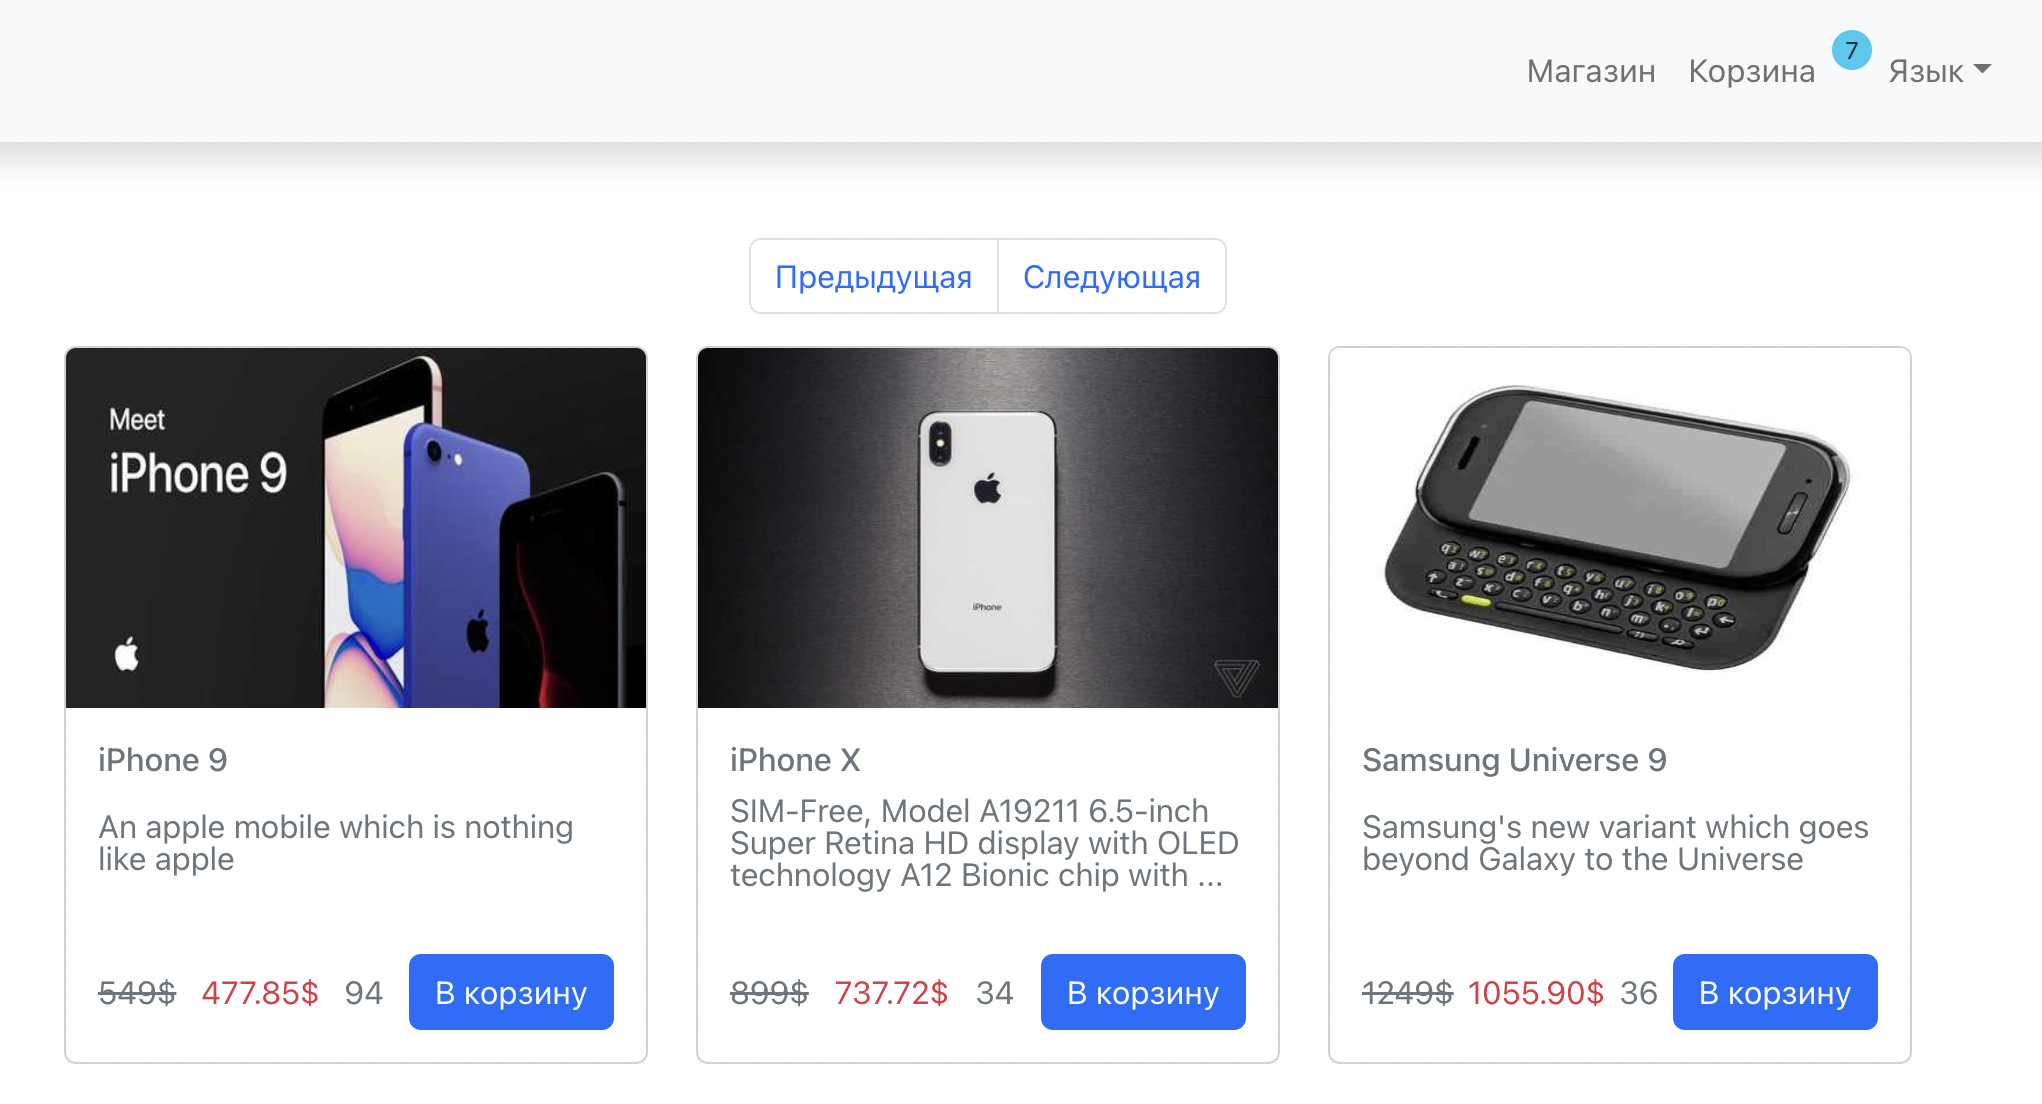 Магазин Корзина 7 Язык
Предыдущая Следующая
Meet
iPhone 9
iPhone
iPhone 9
An apple mobile which is nothing
like apple
549$ 477.85$ 94 В корзину
iPhone X
SIM-Free, Model A19211 6.5-inch
Super Retina HD display with OLED
technology A12 Bionic chip with ...
899$ 737.72$ 34 В корзину
Samsung Universe 9
Samsung's new variant which goes
beyond Galaxy to the Universe
1249$ 1055.90$ 36 В корзину